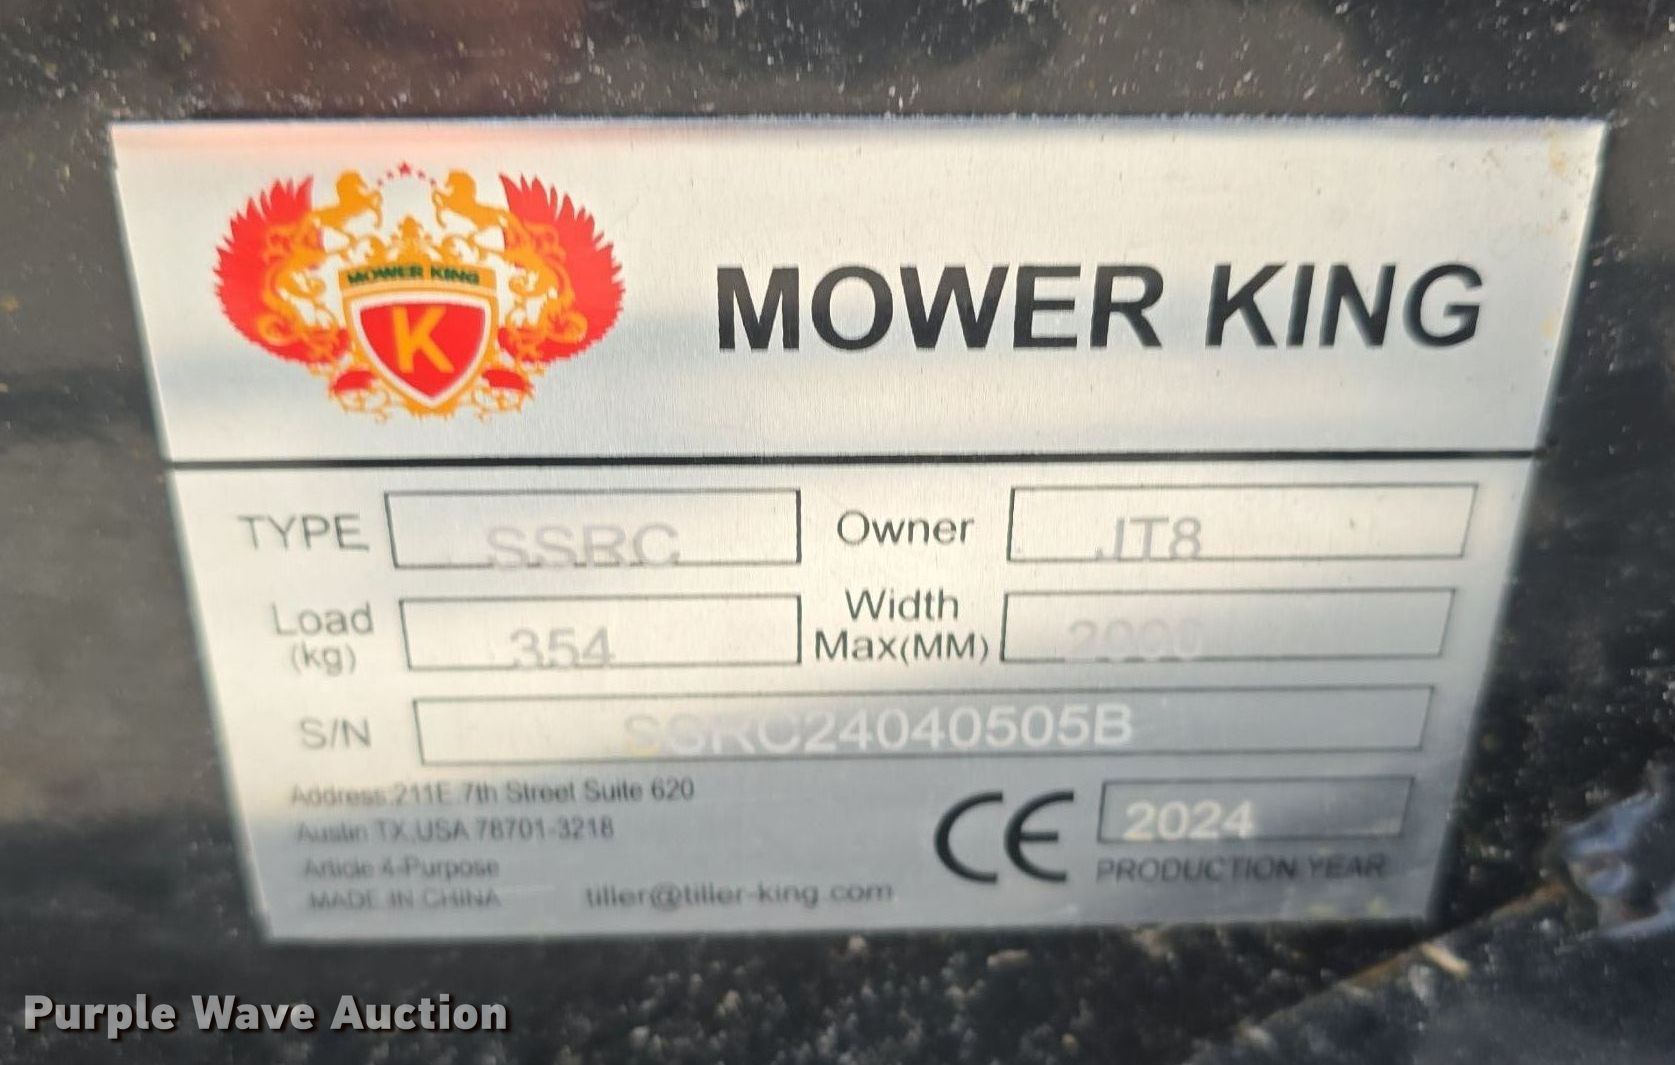 MOWER KING
K
MOWER KING
TYPE SSRC Owner JT8
Load (kg) 354 Width Max(MM) 2000
S/N SSRC24040505B
Address:211E.7th Street Suite 620
Austin TX,USA 78701-3218
Article 4-Purpose
MADE IN CHINA tiller@tiller-king.com
CE 2024
PRODUCTION YEAR
Purple Wave Auction